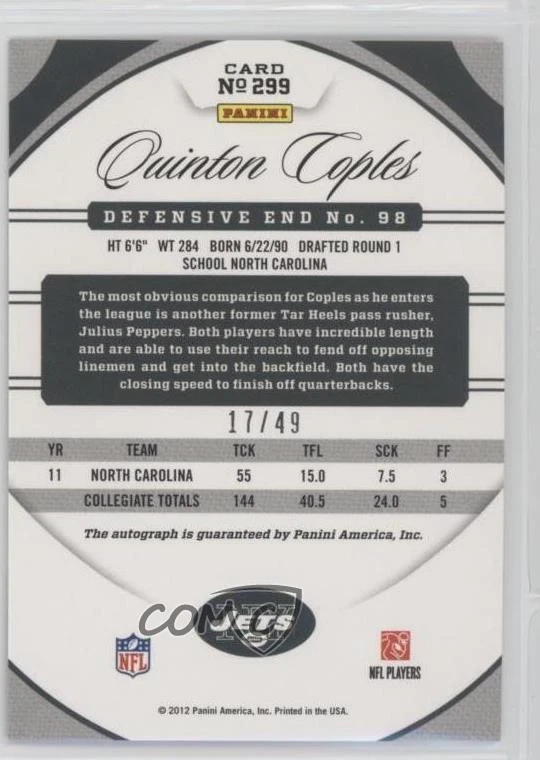 CARD
Nº 299
PANINI
Quinton Coples
DEFENSIVE END No. 98
HT 6'6" WT 284 BORN 6/22/90 DRAFTED ROUND 1
SCHOOL NORTH CAROLINA
The most obvious comparison for Coples as he enters
the league is another former Tar Heels pass rusher,
Julius Peppers. Both players have incredible length
and are able to use their reach to fend off opposing
linemen and get into the backfield. Both have the
closing speed to finish off quarterbacks.
17/49
YR TEAM TCK TFL SCK FF
11 NORTH CAROLINA 55 15.0 7.5 3
COLLEGIATE TOTALS 144 40.5 24.0 5
The autograph is guaranteed by Panini America, Inc.
COMC
NY
JETS
NFL
NFL PLAYERS
© 2012 Panini America, Inc. Printed in the USA.